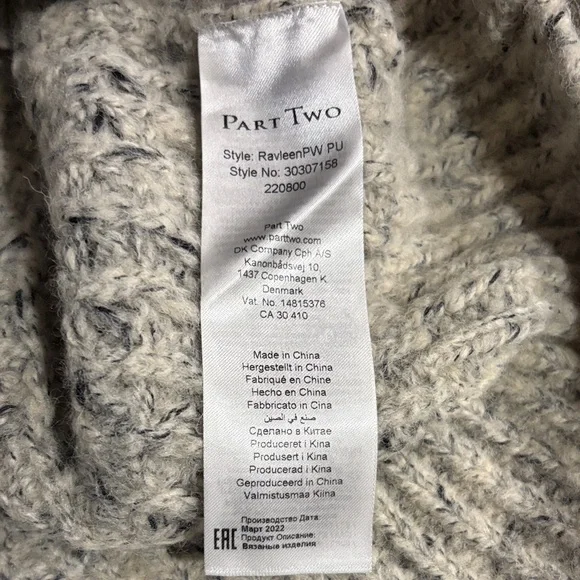 PART TWO
Style: RavleenPW PU
Style No: 30307158
220800
Part Two
www.parttwo.com
DK Company Cph A/S
Kanonbådsvej 10,
1437 Copenhagen K
Denmark
Vat. No. 14815376
CA 30 410
Made in China
Hergestellt in China
Fabriqué en Chine
Hecho en China
Fabbricato in Cina
صنع في الصين
Сделано в Китае
Produceret i Kina
Produsert i Kina
Producerad i Kina
Geproduceerd in China
Valmistusmaa Kiina
EAC
Производство Дата:
Март 2022
Продукт Описание:
Вязаные изделия